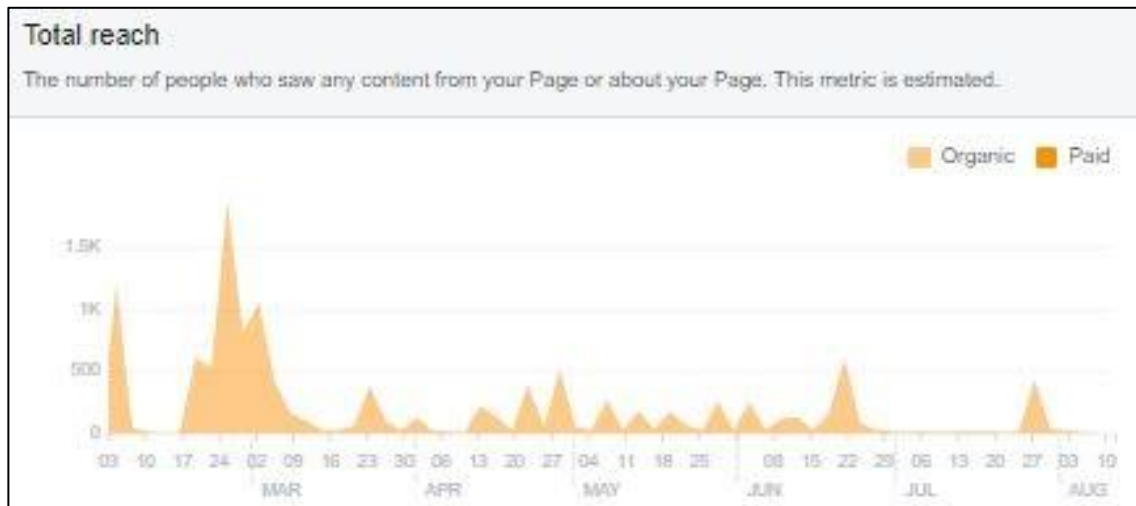 Total reach
The number of people who saw any content from your Page or about your Page. This metric is estimated.
Organic Paid
1.5K
1K
500
0
03 10 17 24 02 09 16 23 30 06 13 20 27 04 11 18 25 08 15 22 29 06 13 20 27 03 10
MAR APR MAY JUN JUL AUG